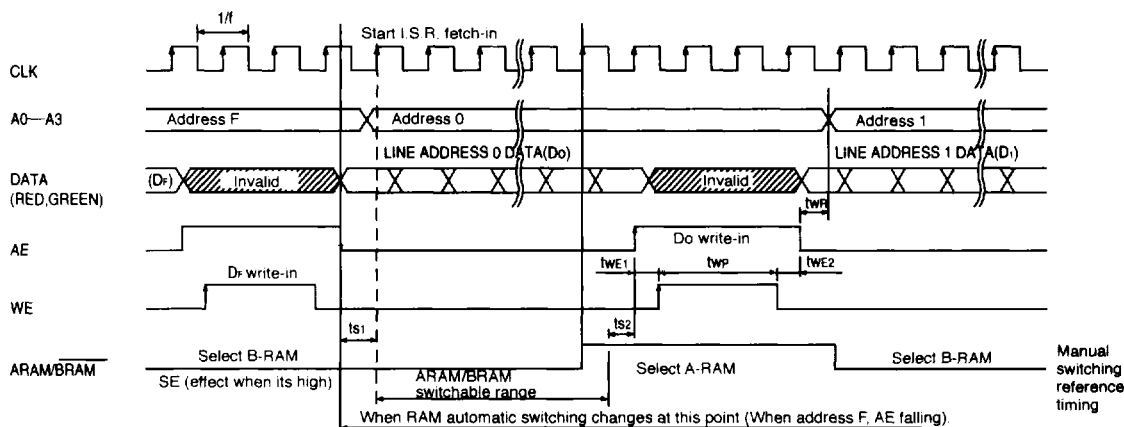 1/f
Start I.S.R. fetch-in
CLK
A0—A3
Address F
Address 0
Address 1
LINE ADDRESS 0 DATA(D0)
LINE ADDRESS 1 DATA(D1)
DATA
(RED,GREEN)
(DF)
Invalid
Invalid
twR
AE
Do write-in
DF write-in
twE1
twP
twE2
WE
ts1
ts2
ARAM/BRAM
Select B-RAM
Select A-RAM
Select B-RAM
SE (effect when its high)
ARAM/BRAM
switchable range
Manual
switching
reference
timing
When RAM automatic switching changes at this point (When address F, AE falling).